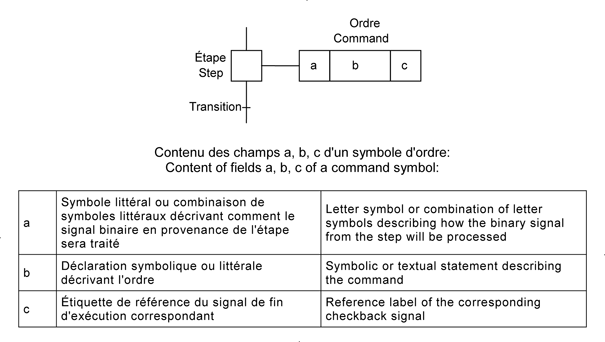 Ordre
Command
Étape
Step
a
b
c
Transition
Contenu des champs a, b, c d'un symbole d'ordre:
Content of fields a, b, c of a command symbol:
a
Symbole littéral ou combinaison de
symboles littéraux décrivant comment le
signal binaire en provenance de l'étape
sera traité
Letter symbol or combination of letter
symbols describing how the binary signal
from the step will be processed
b
Déclaration symbolique ou littérale
décrivant l'ordre
Symbolic or textual statement describing
the command
c
Étiquette de référence du signal de fin
d'exécution correspondant
Reference label of the corresponding
checkback signal